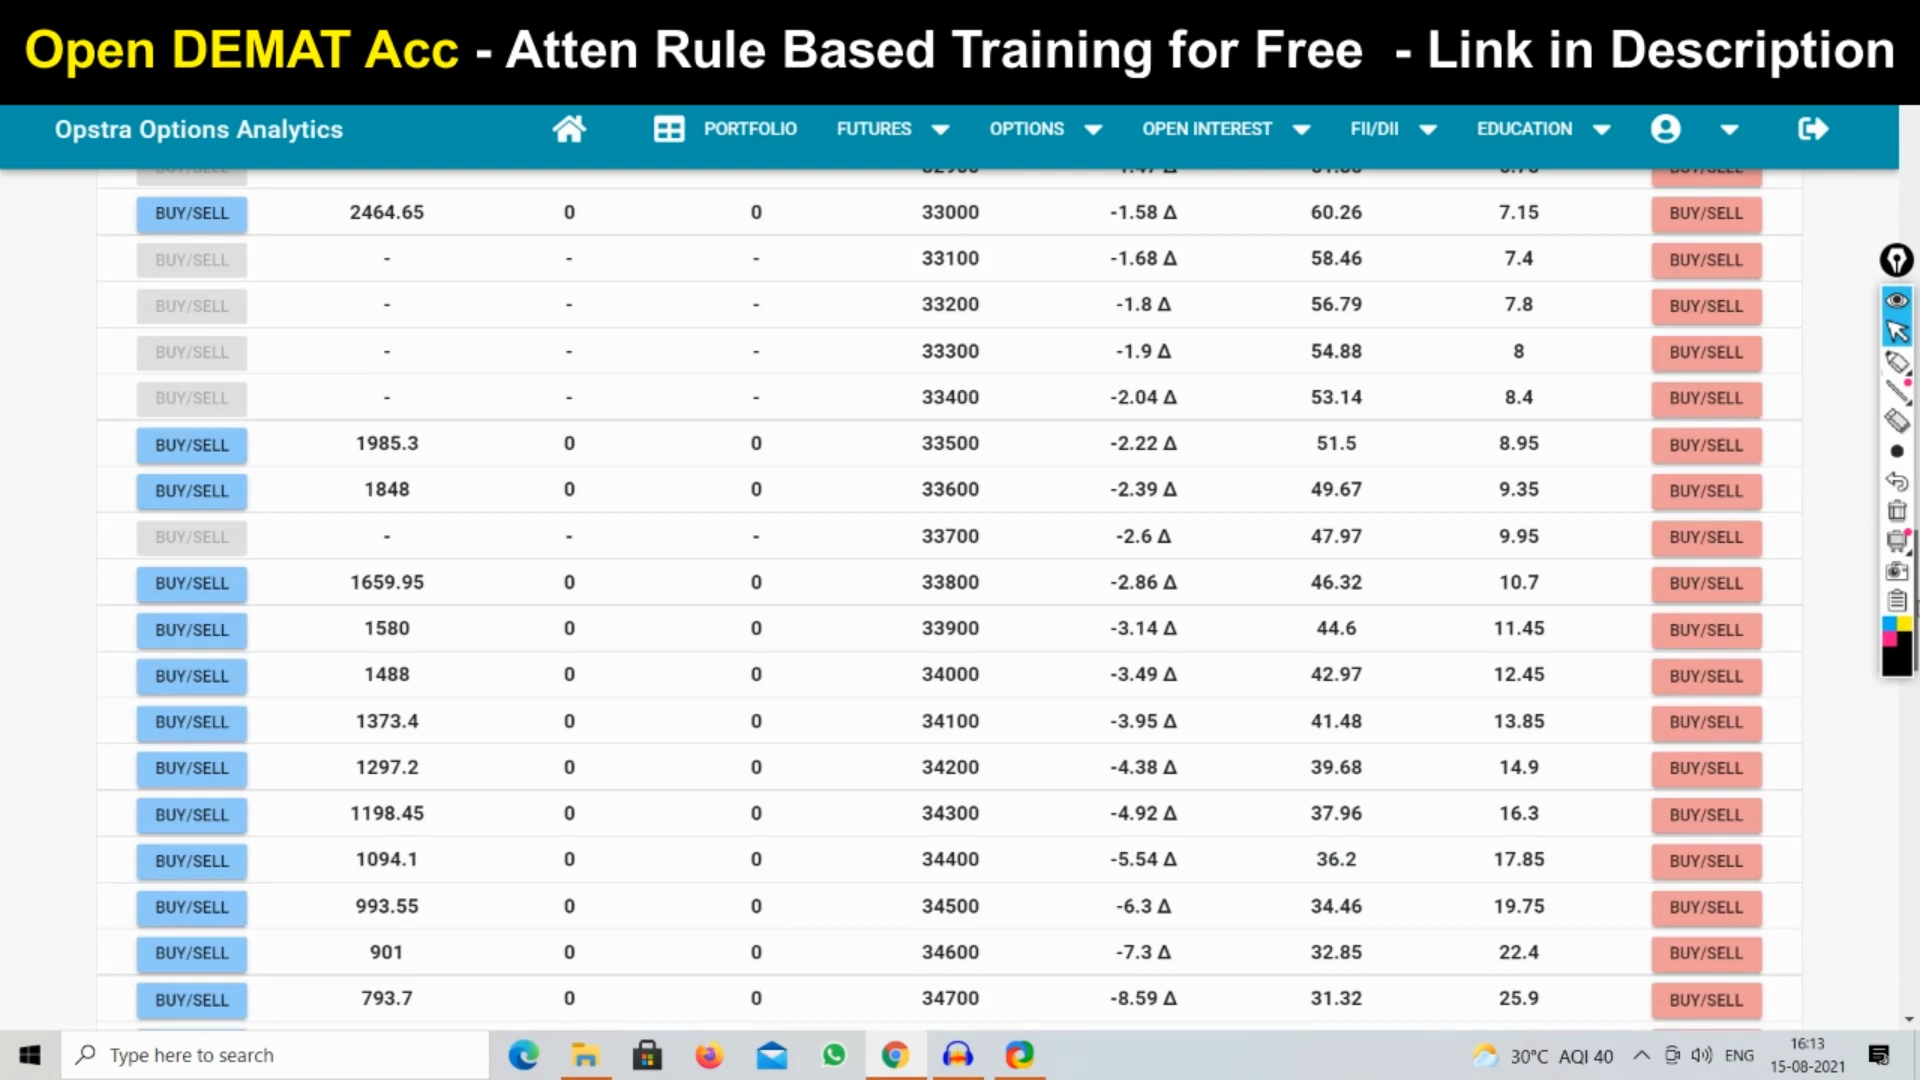 Open DEMAT Acc - Atten Rule Based Training for Free - Link in Description
Opstra Options Analytics PORTFOLIO FUTURES OPTIONS OPEN INTEREST FII/DII EDUCATION
BUY/SELL 2464.65 0 0 33000 -1.58 Δ 60.26 7.15 BUY/SELL
BUY/SELL - - - 33100 -1.68 Δ 58.46 7.4 BUY/SELL
BUY/SELL - - - 33200 -1.8 Δ 56.79 7.8 BUY/SELL
BUY/SELL - - - 33300 -1.9 Δ 54.88 8 BUY/SELL
BUY/SELL - - - 33400 -2.04 Δ 53.14 8.4 BUY/SELL
BUY/SELL 1985.3 0 0 33500 -2.22 Δ 51.5 8.95 BUY/SELL
BUY/SELL 1848 0 0 33600 -2.39 Δ 49.67 9.35 BUY/SELL
BUY/SELL - - - 33700 -2.6 Δ 47.97 9.95 BUY/SELL
BUY/SELL 1659.95 0 0 33800 -2.86 Δ 46.32 10.7 BUY/SELL
BUY/SELL 1580 0 0 33900 -3.14 Δ 44.6 11.45 BUY/SELL
BUY/SELL 1488 0 0 34000 -3.49 Δ 42.97 12.45 BUY/SELL
BUY/SELL 1373.4 0 0 34100 -3.95 Δ 41.48 13.85 BUY/SELL
BUY/SELL 1297.2 0 0 34200 -4.38 Δ 39.68 14.9 BUY/SELL
BUY/SELL 1198.45 0 0 34300 -4.92 Δ 37.96 16.3 BUY/SELL
BUY/SELL 1094.1 0 0 34400 -5.54 Δ 36.2 17.85 BUY/SELL
BUY/SELL 993.55 0 0 34500 -6.3 Δ 34.46 19.75 BUY/SELL
BUY/SELL 901 0 0 34600 -7.3 Δ 32.85 22.4 BUY/SELL
BUY/SELL 793.7 0 0 34700 -8.59 Δ 31.32 25.9 BUY/SELL
Type here to search 30°C AQI 40 ENG 16:13
15-08-2021